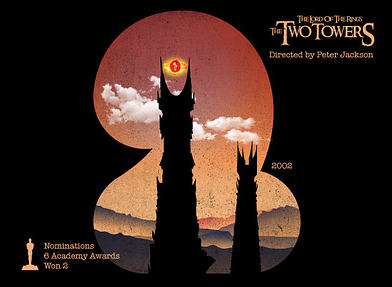 The Lord Of The Rings
The Two Towers
Directed by Peter Jackson
2002
Nominations
6 Academy Awards
Won 2